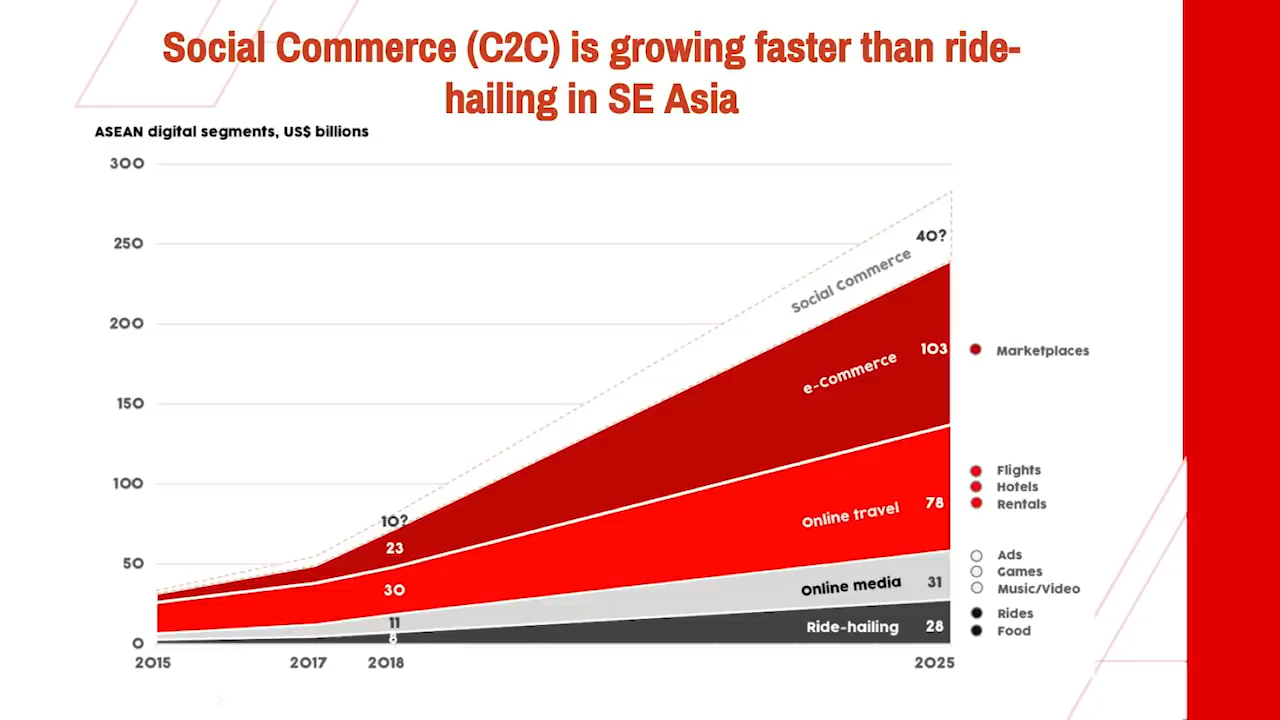 Social Commerce (C2C) is growing faster than ride-
hailing in SE Asia
ASEAN digital segments, US$ billions
300
250
200
150
100
50
0
2015
2017
2018
2025
40?
Social Commerce
103
e-commerce
78
Online travel
31
Online media
28
Ride-hailing
10?
23
30
11
8
Marketplaces
Flights
Hotels
Rentals
Ads
Games
Music/Video
Rides
Food